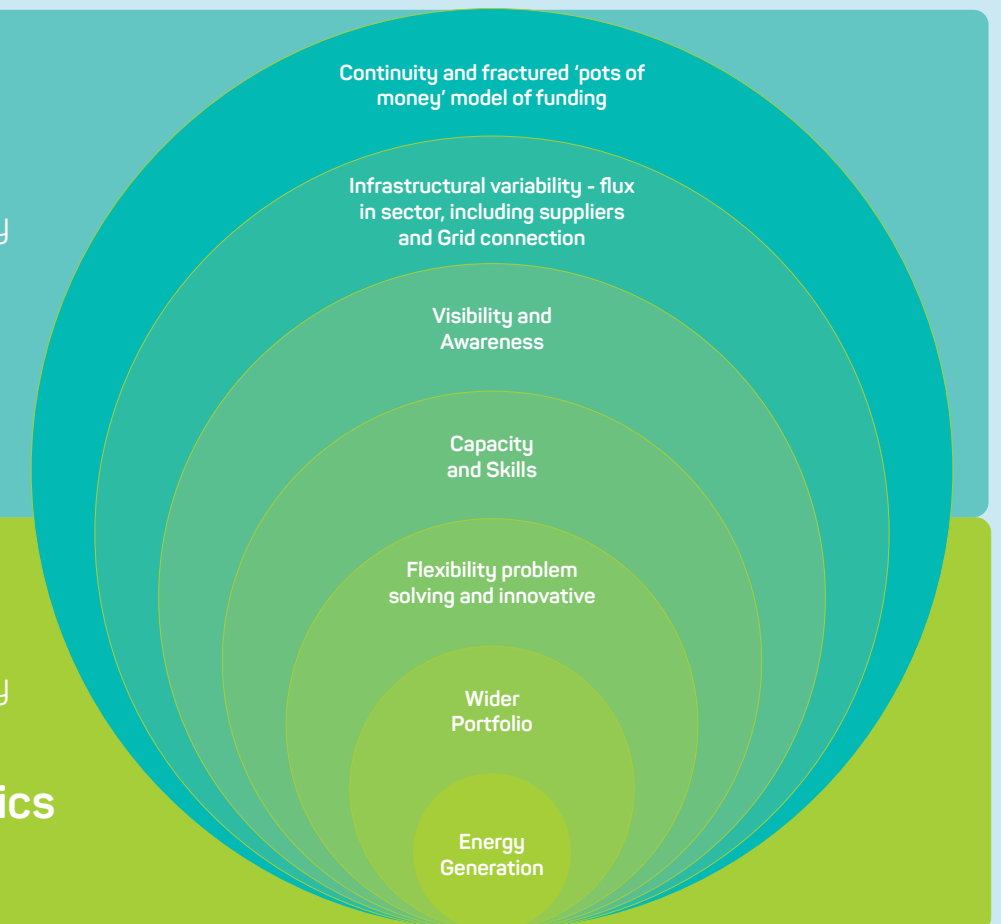 Continuity and fractured ‘pots of
money’ model of funding
Infrastructural variability - flux
in sector, including suppliers
and Grid connection
Visibility and
Awareness
Capacity
and Skills
Flexibility problem
solving and innovative
Wider
Portfolio
Energy
Generation